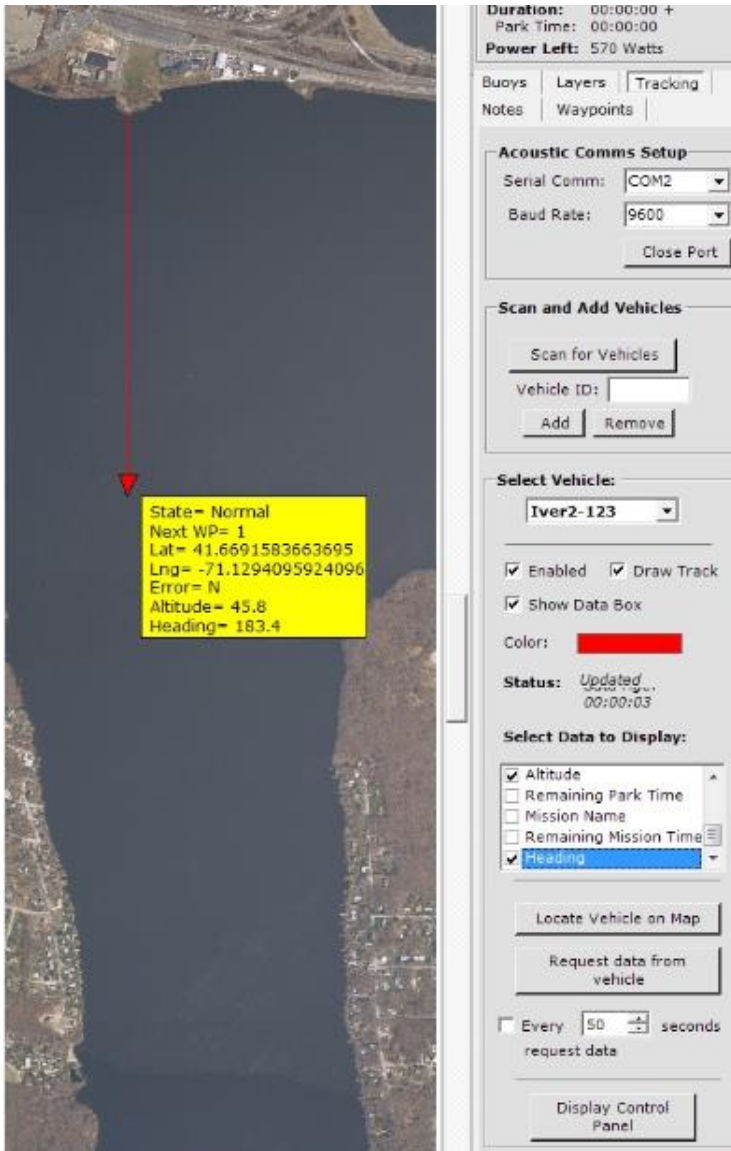 Duration: 00:00:00 +
Park Time: 00:00:00
Power Left: 570 Watts
Buoys Layers Tracking
Notes Waypoints
Acoustic Comms Setup
Serial Comm: COM2
Baud Rate: 9600
Close Port
Scan and Add Vehicles
Scan for Vehicles
Vehicle ID:
Add Remove
Select Vehicle:
Iver2-123
Enabled Draw Track
Show Data Box
Color:
Status: Updated
00:00:03
Select Data to Display:
Altitude
Remaining Park Time
Mission Name
Remaining Mission Time
Heading
Locate Vehicle on Map
Request data from
vehicle
Every 50 seconds
request data
Display Control
Panel
State= Normal
Next WP= 1
Lat= 41.6691583663695
Lng= -71.1294095924096
Error= N
Altitude= 45.8
Heading= 183.4